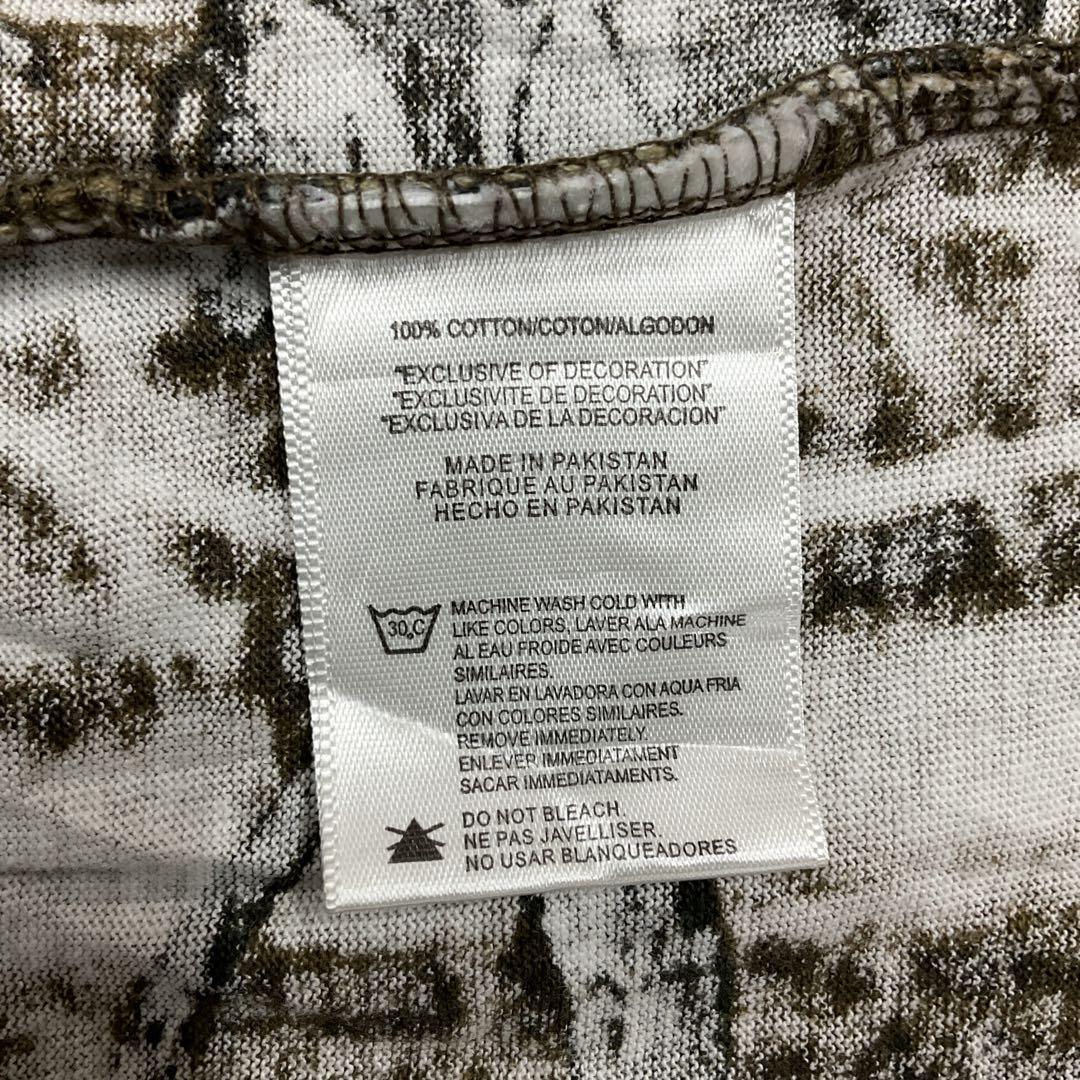 100% COTTON/COTON/ALGODON
"EXCLUSIVE OF DECORATION"
"EXCLUSIVITE DE DECORATION"
"EXCLUSIVA DE LA DECORACION"
MADE IN PAKISTAN
FABRIQUE AU PAKISTAN
HECHO EN PAKISTAN
30°C
MACHINE WASH COLD WITH
LIKE COLORS, LAVER ALA MACHINE
AL EAU FROIDE AVEC COULEURS
SIMILAIRES.
LAVAR EN LAVADORA CON AQUA FRIA
CON COLORES SIMILARES.
REMOVE IMMEDIATELY.
ENLEVER IMMEDIATAMENT
SACAR IMMEDIATAMENTS.
DO NOT BLEACH.
NE PAS JAVELLISER.
NO USAR BLANQUEADORES